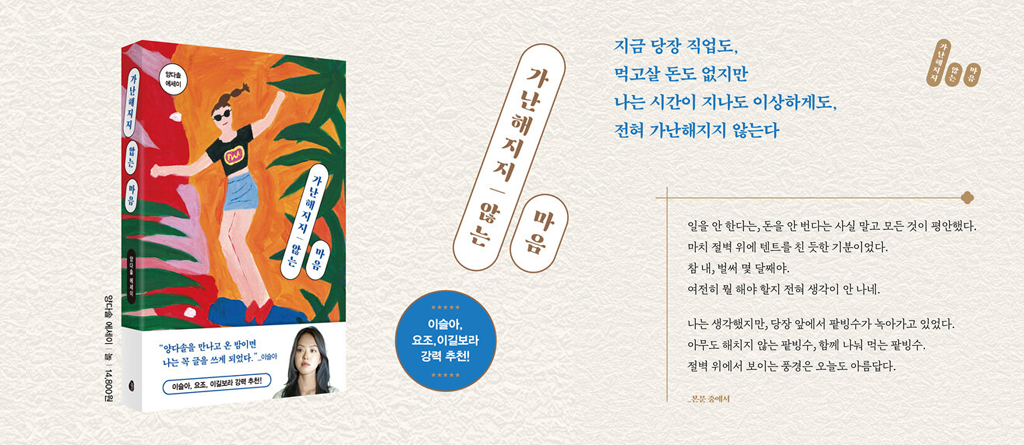 양다솔
에세이
가난해지지
않는
마음
양다솔 에세이
가난해지지
않는
마음
"양다솔을 만나고 온 밤이면
나는 꼭 글을 쓰게 되었다."_이슬아
이슬아, 요조, 이길보라 강력 추천!
양다솔 에세이 | 놀 | 14,800원
가난해지지
않는
마음
이슬아,
요조, 이길보라
강력 추천!
지금 당장 직업도,
먹고살 돈도 없지만
나는 시간이 지나도 이상하게도,
전혀 가난해지지 않는다
가난해지지
않는
마음
일을 안 한다는, 돈을 안 번다는 사실 말고 모든 것이 평안했다.
마치 절벽 위에 텐트를 친 듯한 기분이었다.
참 내, 벌써 몇 달째야.
여전히 뭘 해야 할지 전혀 생각이 안 나네.
나는 생각했지만, 당장 앞에서 팥빙수가 녹아가고 있었다.
아무도 해치지 않는 팥빙수, 함께 나눠 먹는 팥빙수.
절벽 위에서 보이는 풍경은 오늘도 아름답다.
_본문 중에서